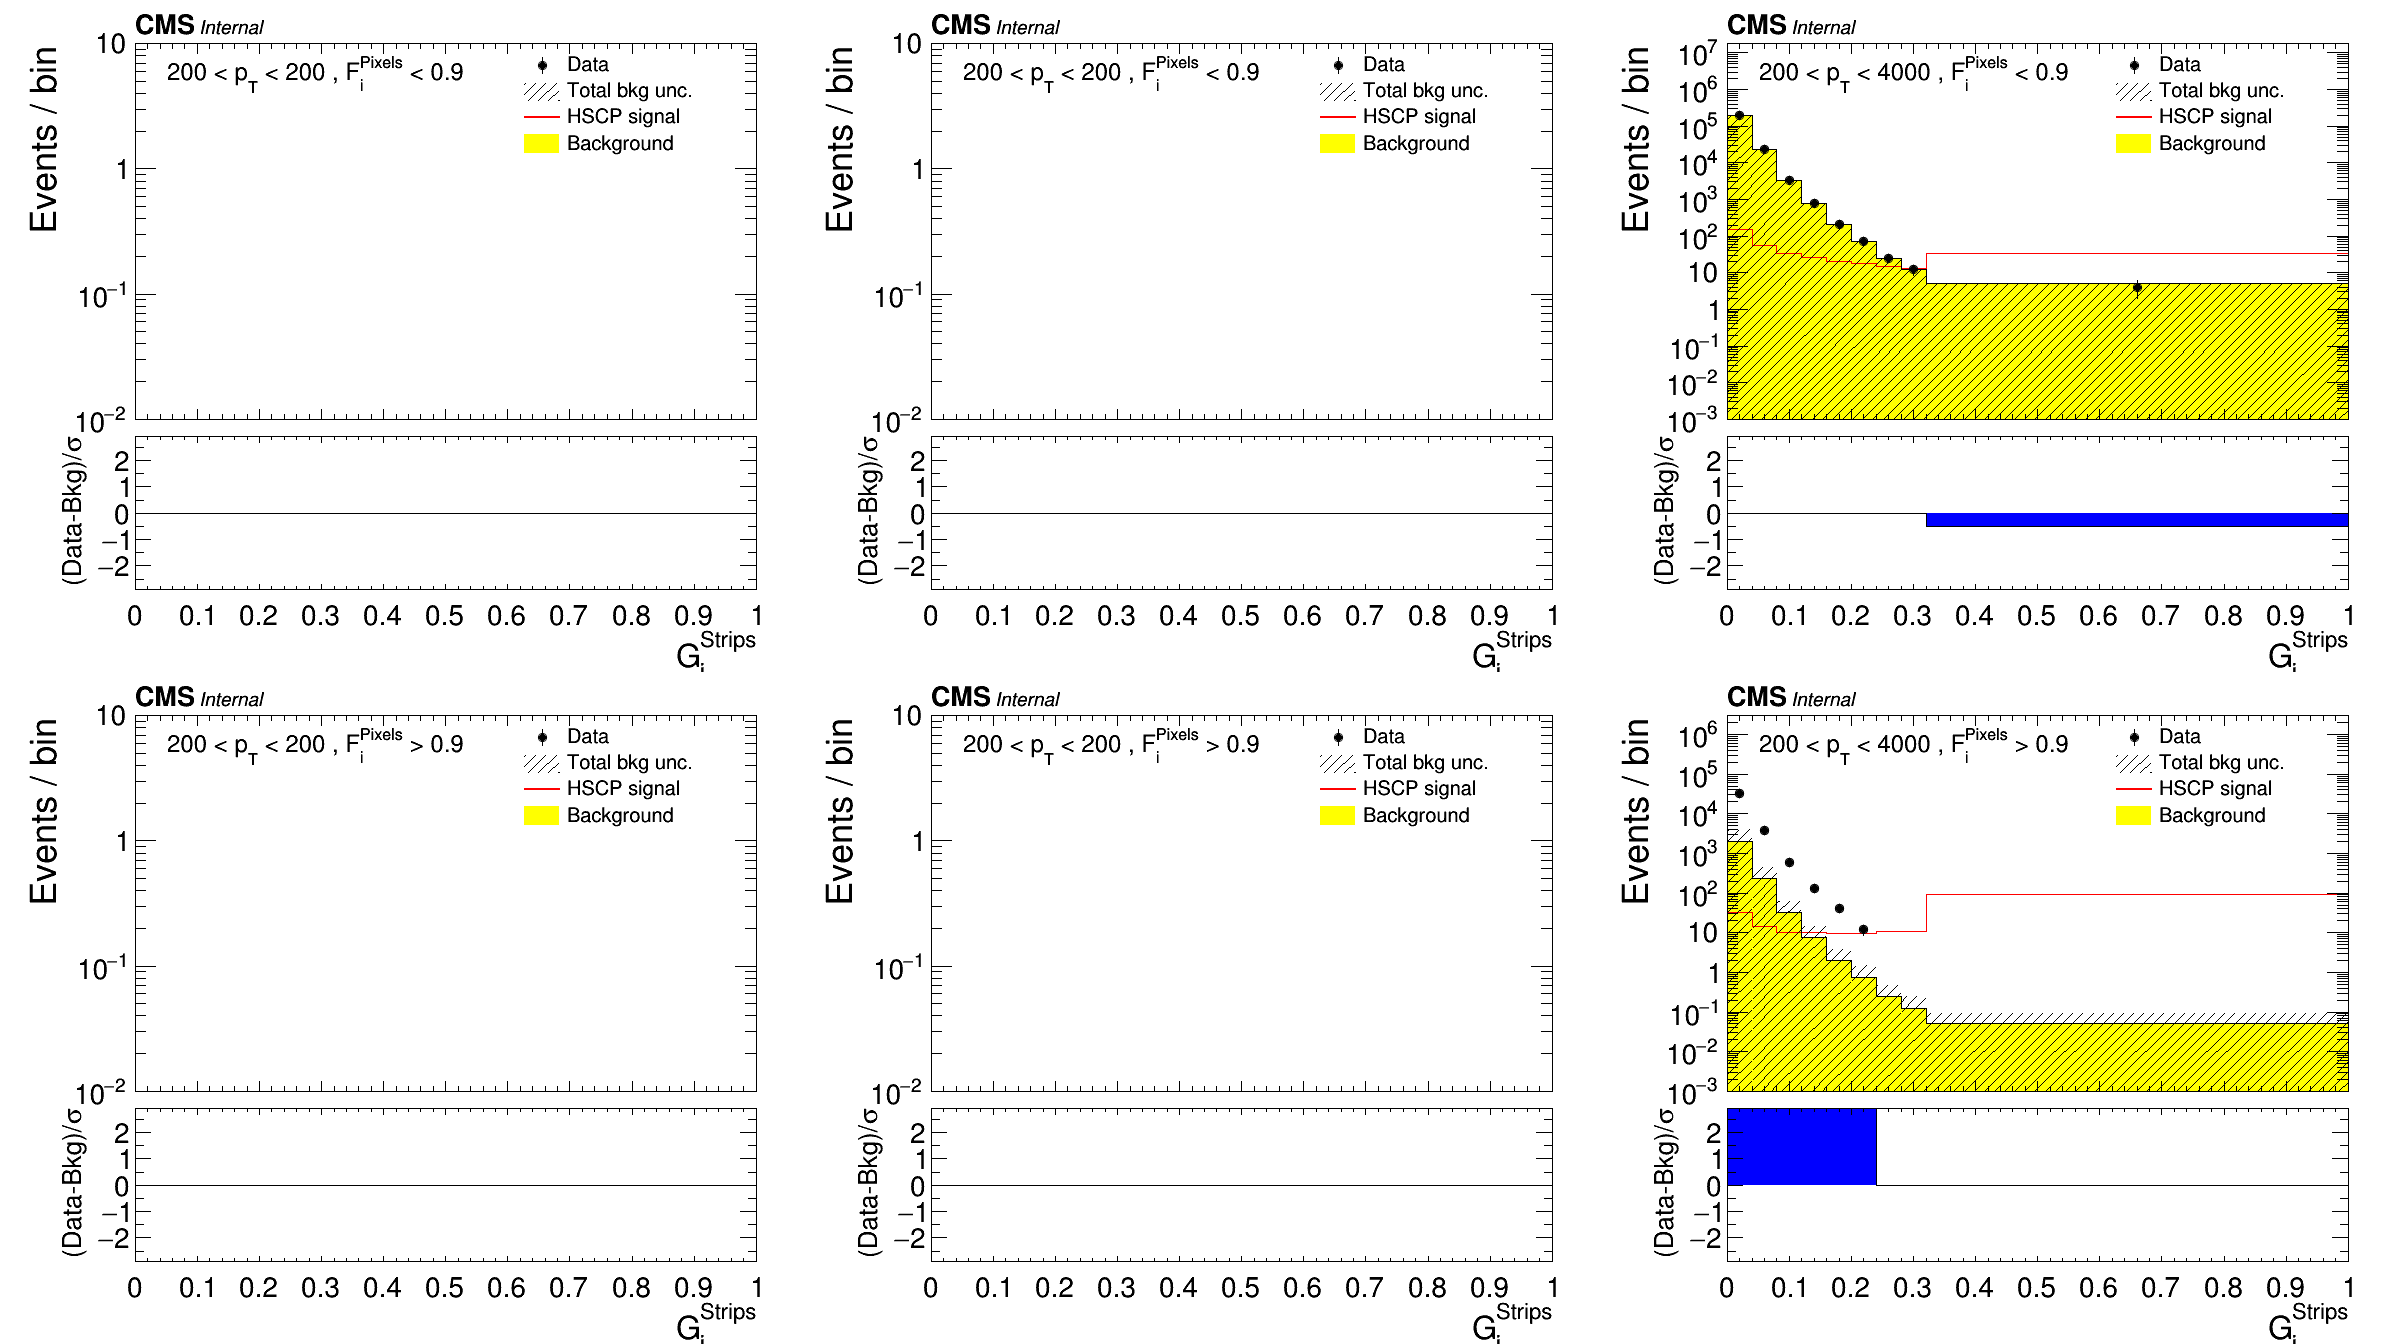 CMS Internal
Events / bin
200 < p_T < 200 , F_i^Pixels < 0.9
Data
Total bkg unc.
HSCP signal
Background
10
1
10^−1
10^−2
(Data-Bkg)/σ
2
1
0
−1
−2
0 0.1 0.2 0.3 0.4 0.5 0.6 0.7 0.8 0.9 1
G_i^Strips
CMS Internal
Events / bin
200 < p_T < 200 , F_i^Pixels < 0.9
Data
Total bkg unc.
HSCP signal
Background
10
1
10^−1
10^−2
(Data-Bkg)/σ
2
1
0
−1
−2
0 0.1 0.2 0.3 0.4 0.5 0.6 0.7 0.8 0.9 1
G_i^Strips
CMS Internal
Events / bin
200 < p_T < 4000 , F_i^Pixels < 0.9
Data
Total bkg unc.
HSCP signal
Background
10^7
10^6
10^5
10^4
10^3
10^2
10
1
10^−1
10^−2
10^−3
(Data-Bkg)/σ
2
1
0
−1
−2
0 0.1 0.2 0.3 0.4 0.5 0.6 0.7 0.8 0.9 1
G_i^Strips
CMS Internal
Events / bin
200 < p_T < 200 , F_i^Pixels > 0.9
Data
Total bkg unc.
HSCP signal
Background
10
1
10^−1
10^−2
(Data-Bkg)/σ
2
1
0
−1
−2
0 0.1 0.2 0.3 0.4 0.5 0.6 0.7 0.8 0.9 1
G_i^Strips
CMS Internal
Events / bin
200 < p_T < 200 , F_i^Pixels > 0.9
Data
Total bkg unc.
HSCP signal
Background
10
1
10^−1
10^−2
(Data-Bkg)/σ
2
1
0
−1
−2
0 0.1 0.2 0.3 0.4 0.5 0.6 0.7 0.8 0.9 1
G_i^Strips
CMS Internal
Events / bin
200 < p_T < 4000 , F_i^Pixels > 0.9
Data
Total bkg unc.
HSCP signal
Background
10^6
10^5
10^4
10^3
10^2
10
1
10^−1
10^−2
10^−3
(Data-Bkg)/σ
2
1
0
−1
−2
0 0.1 0.2 0.3 0.4 0.5 0.6 0.7 0.8 0.9 1
G_i^Strips